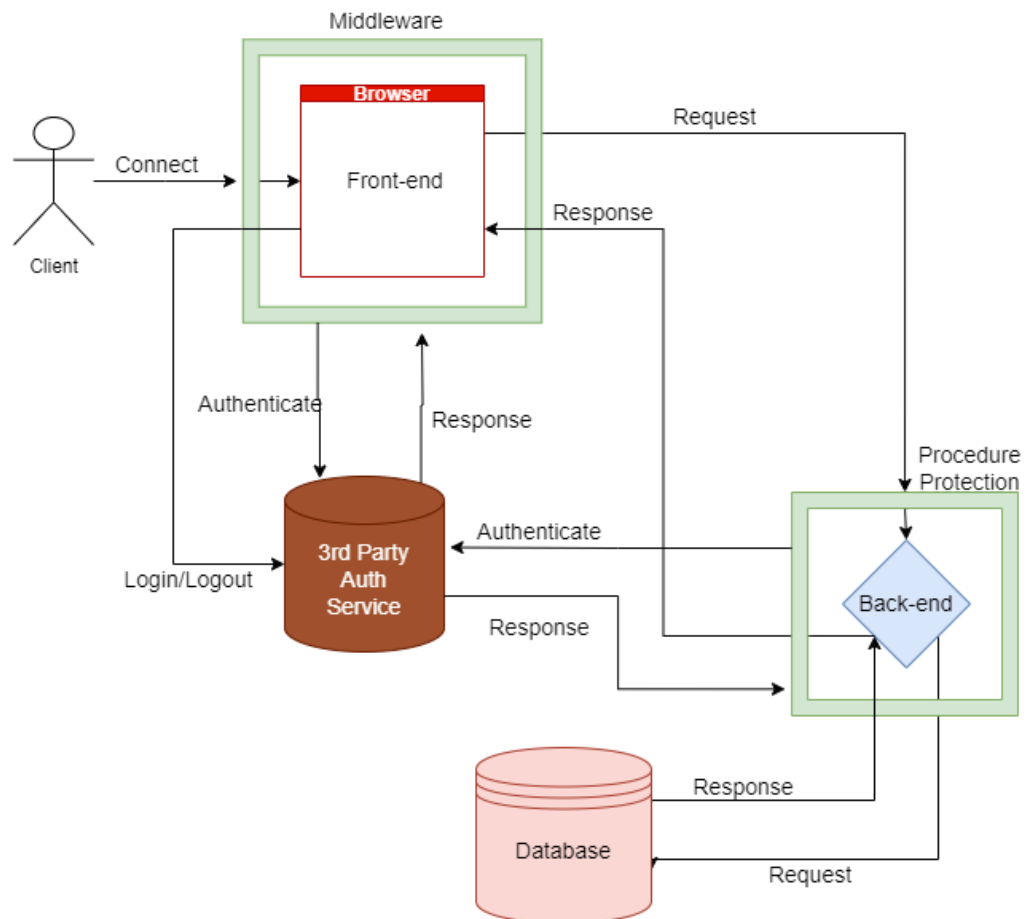 Middleware
Browser
Request
Connect
Front-end
Response
Client
Authenticate
Response
Procedure
Protection
3rd Party
Auth
Service
Authenticate
Login/Logout
Back-end
Response
Response
Database
Request